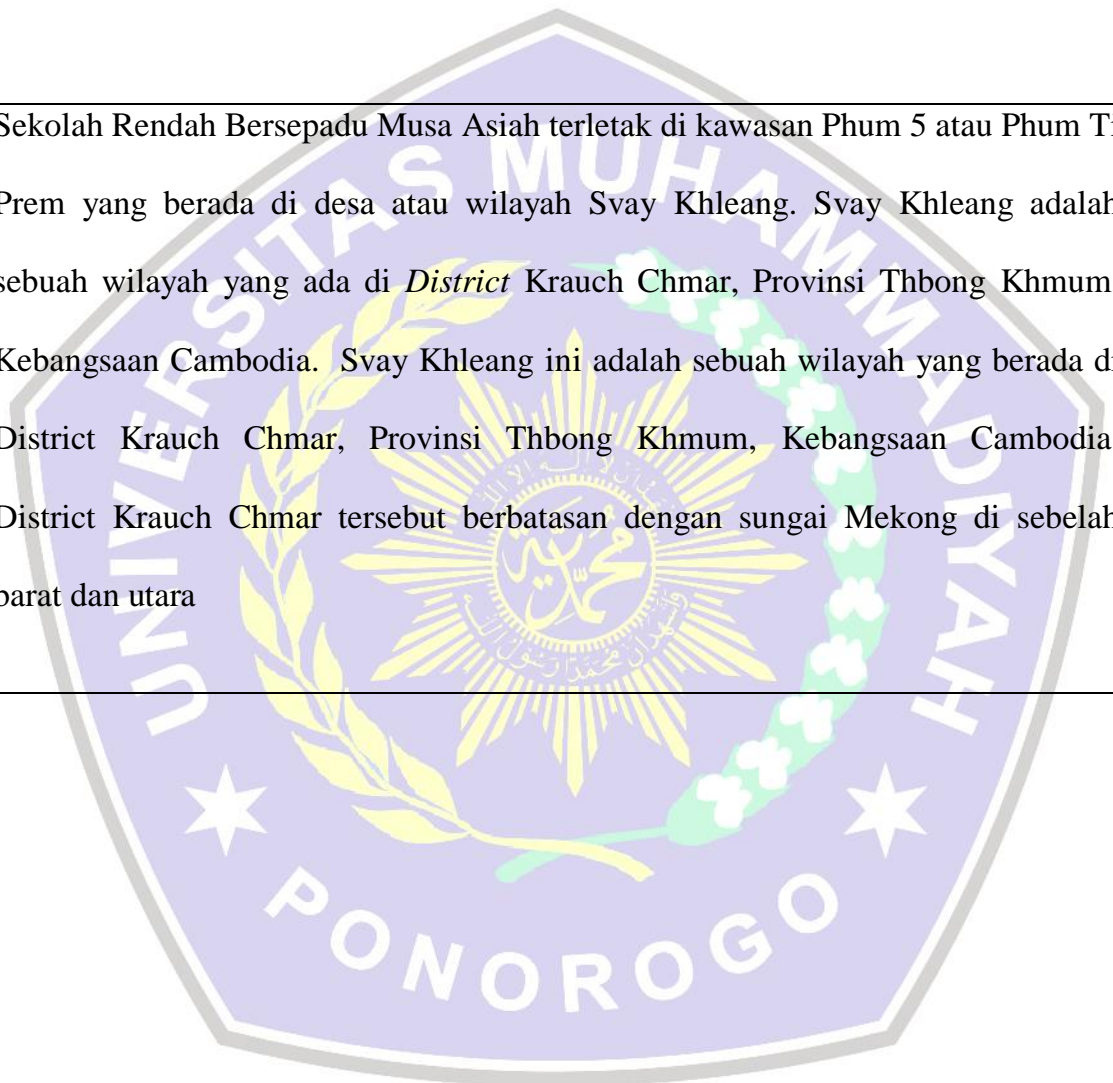 Sekolah Rendah Bersepadu Musa Asiah terletak di kawasan Phum 5 atau Phum Ti
Prem yang berada di desa atau wilayah Svay Khleang. Svay Khleang adalah
sebuah wilayah yang ada di District Krauch Chmar, Provinsi Thbong Khmum,
Kebangsaan Cambodia. Svay Khleang ini adalah sebuah wilayah yang berada di
District Krauch Chmar, Provinsi Thbong Khmum, Kebangsaan Cambodia.
District Krauch Chmar tersebut berbatasan dengan sungai Mekong di sebelah
barat dan utara
UNIVERSITAS MUHAMMADIYAH
محمدية
PONOROGO